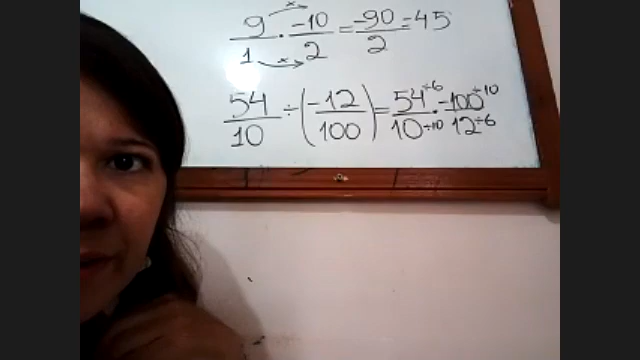 9/1 · -10/2 = -90/2 = -45
54/10 ÷ (-12/100) = 54÷6/10÷10 · -100÷10/12÷6